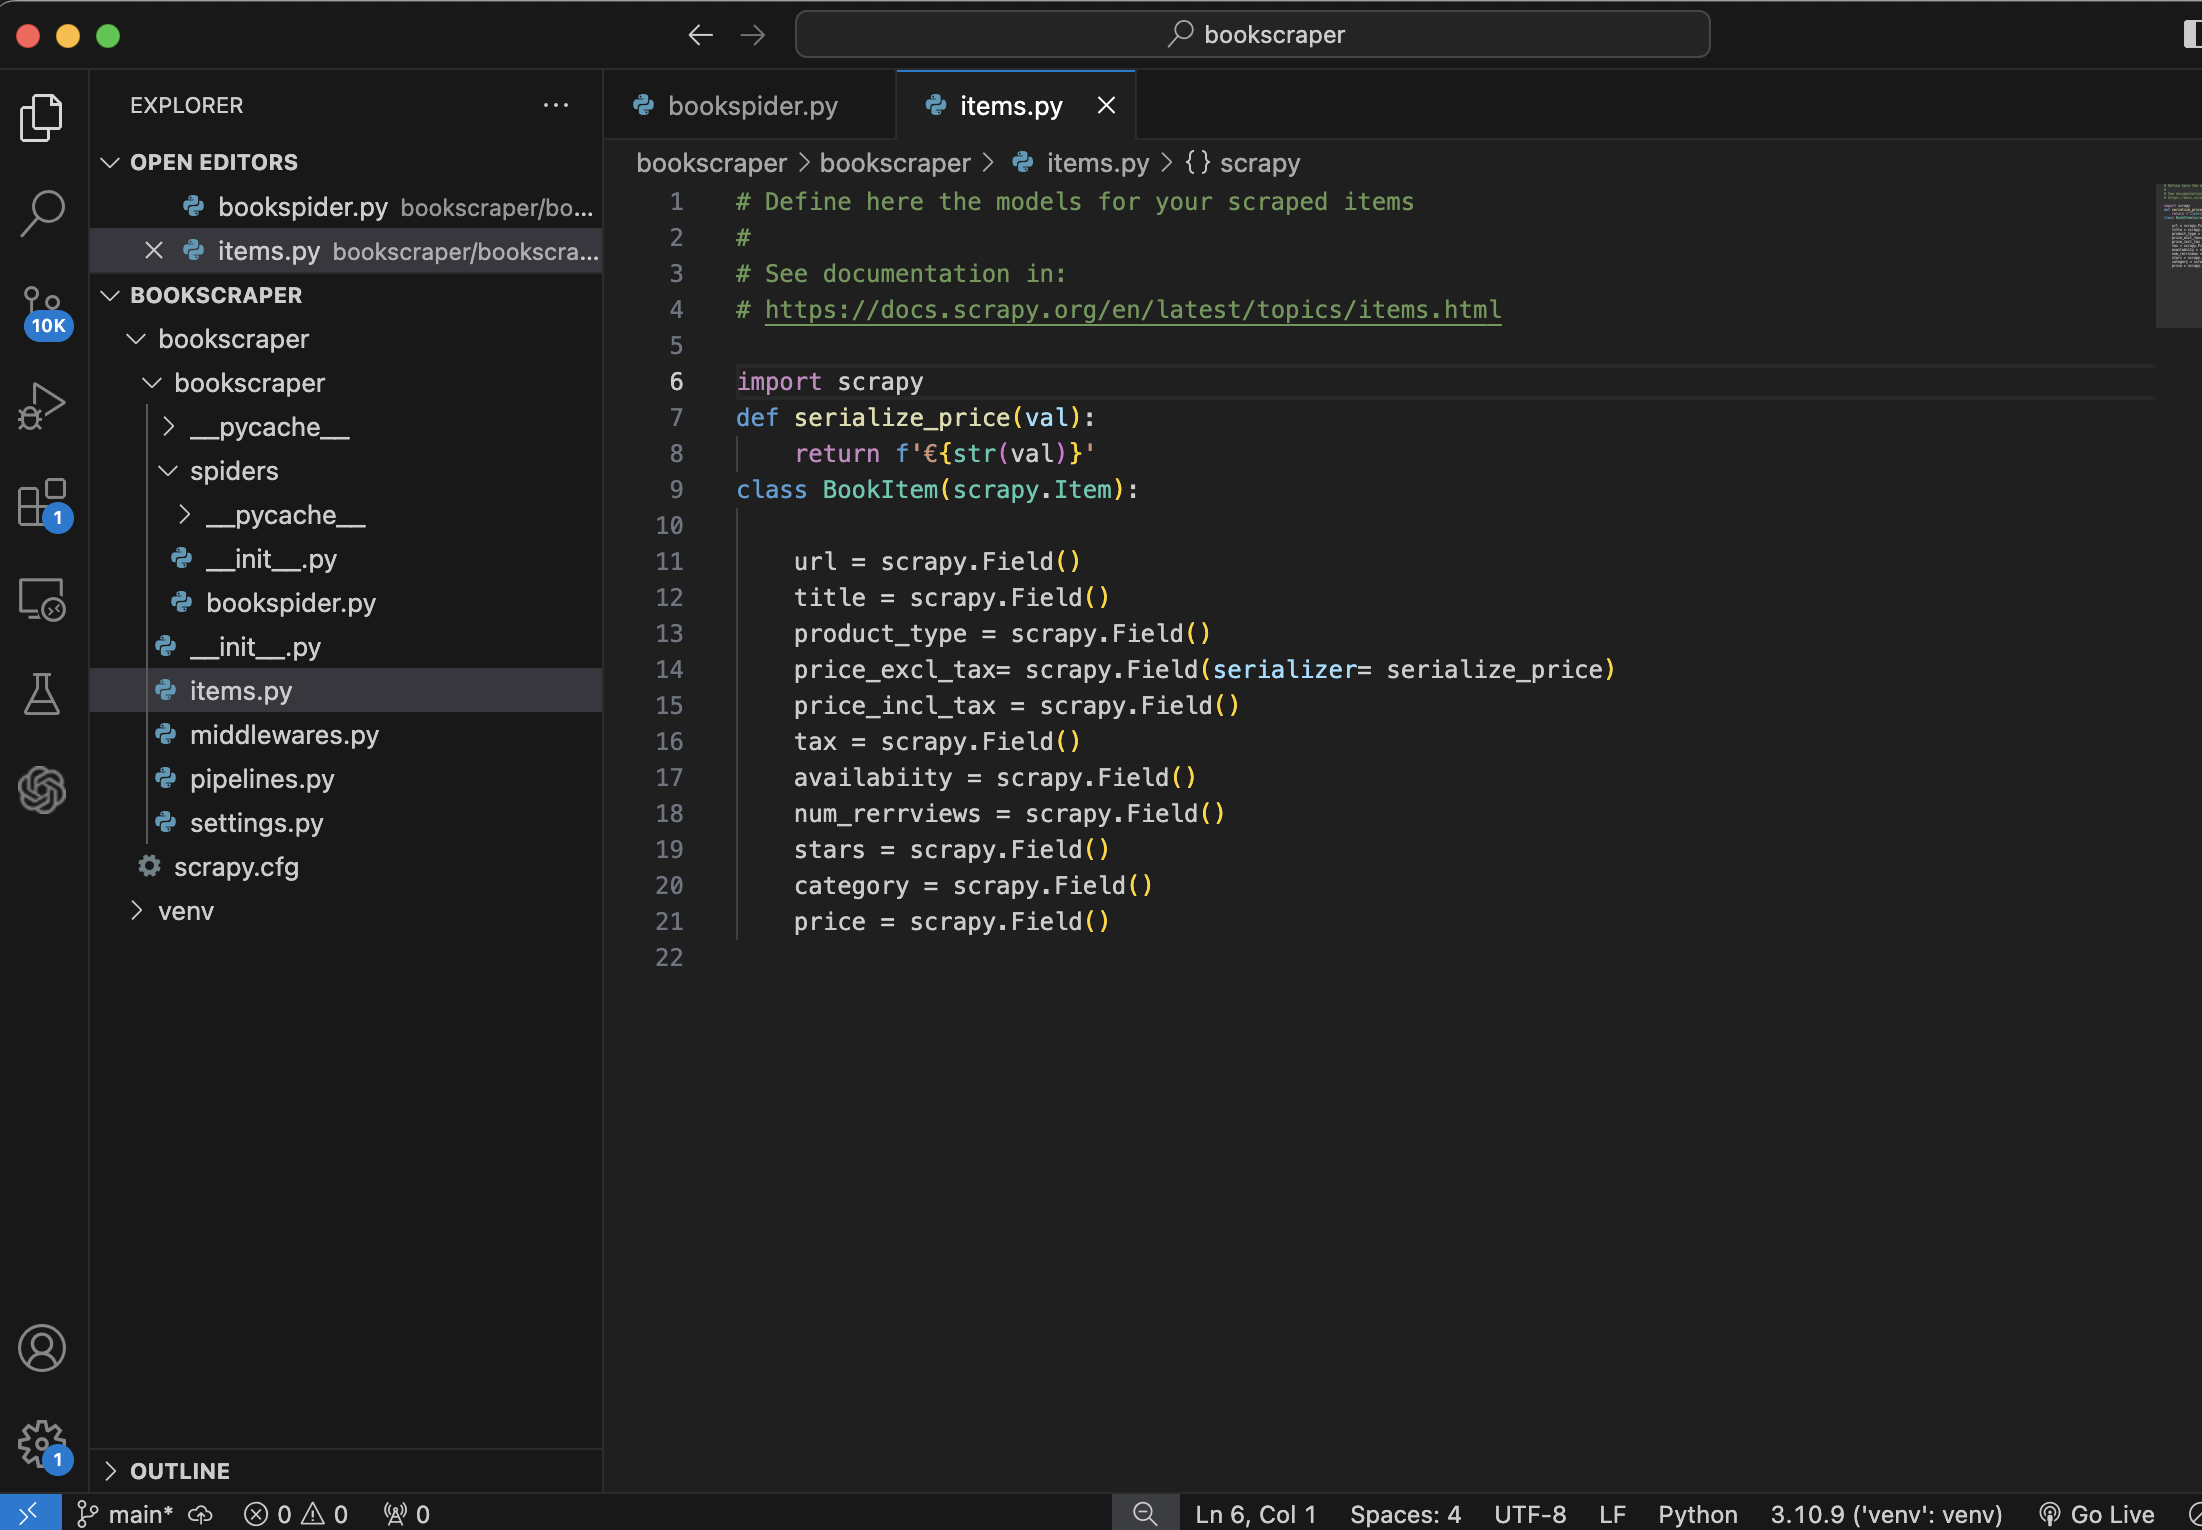 bookscraper
EXPLORER
OPEN EDITORS
bookspider.py bookscraper/bo...
items.py bookscraper/bookscra...
BOOKSCRAPER
bookscraper
bookscraper
__pycache__
spiders
__pycache__
__init__.py
bookspider.py
__init__.py
items.py
middlewares.py
pipelines.py
settings.py
scrapy.cfg
venv
OUTLINE
10K
1
1
bookspider.py
items.py
bookscraper > bookscraper > items.py > {} scrapy
1 # Define here the models for your scraped items
2 #
3 # See documentation in:
4 # https://docs.scrapy.org/en/latest/topics/items.html
5
6 import scrapy
7 def serialize_price(val):
8 return f'€{str(val)}'
9 class BookItem(scrapy.Item):
10
11 url = scrapy.Field()
12 title = scrapy.Field()
13 product_type = scrapy.Field()
14 price_excl_tax= scrapy.Field(serializer= serialize_price)
15 price_incl_tax = scrapy.Field()
16 tax = scrapy.Field()
17 availabiity = scrapy.Field()
18 num_rerrviews = scrapy.Field()
19 stars = scrapy.Field()
20 category = scrapy.Field()
21 price = scrapy.Field()
22
main* 0 0 0 Ln 6, Col 1 Spaces: 4 UTF-8 LF Python 3.10.9 ('venv': venv) Go Live